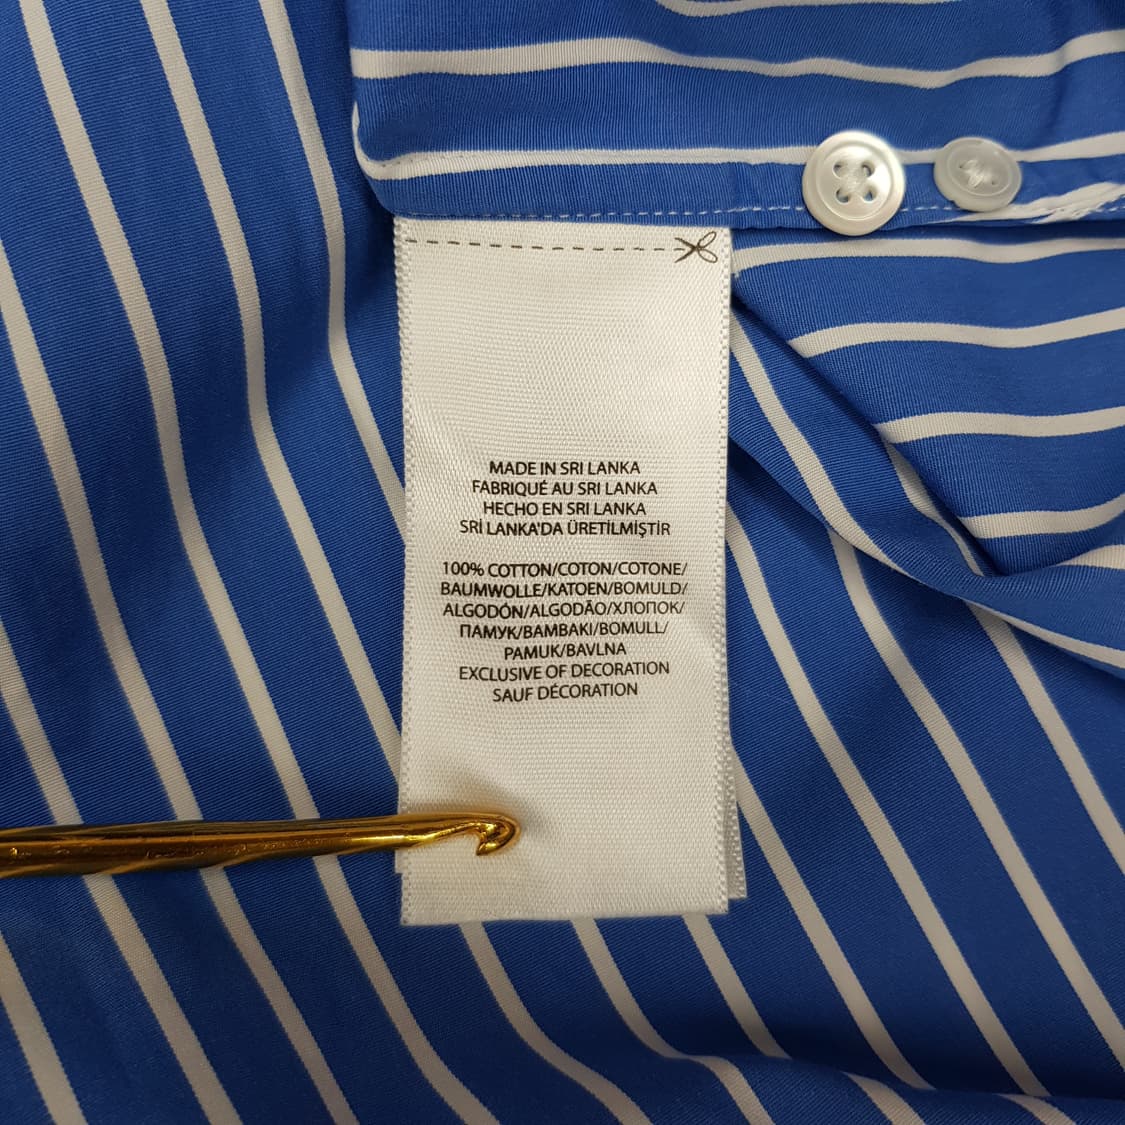 MADE IN SRI LANKA
FABRIQUÉ AU SRI LANKA
HECHO EN SRI LANKA
SRİ LANKA'DA ÜRETİLMİŞTİR
100% COTTON/COTON/COTONE/
BAUMWOLLE/KATOEN/BOMULD/
ALGODÓN/ALGODÃO/ХЛОПОК/
ПАМУК/BAMBAKI/BOMULL/
PAMUK/BAVLNA
EXCLUSIVE OF DECORATION
SAUF DÉCORATION